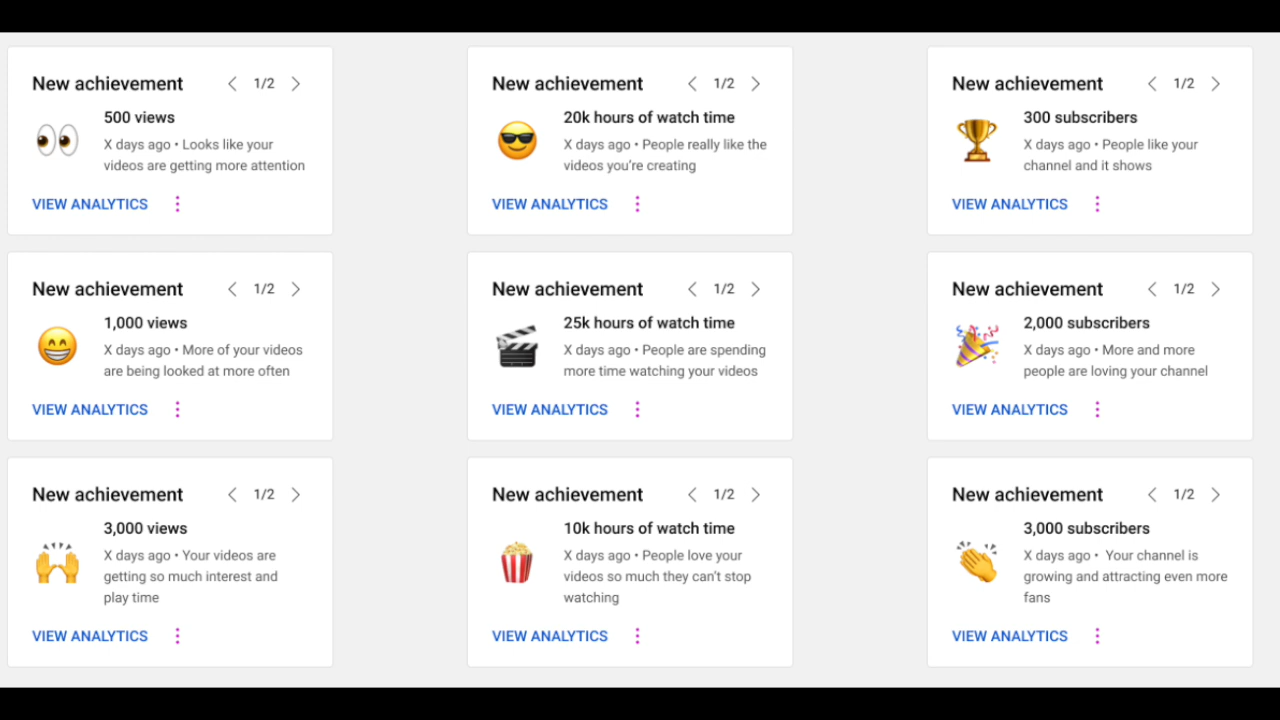 New achievement 1/2
500 views
X days ago • Looks like your
videos are getting more attention
VIEW ANALYTICS
New achievement 1/2
20k hours of watch time
X days ago • People really like the
videos you're creating
VIEW ANALYTICS
New achievement 1/2
300 subscribers
X days ago • People like your
channel and it shows
VIEW ANALYTICS
New achievement 1/2
1,000 views
X days ago • More of your videos
are being looked at more often
VIEW ANALYTICS
New achievement 1/2
25k hours of watch time
X days ago • People are spending
more time watching your videos
VIEW ANALYTICS
New achievement 1/2
2,000 subscribers
X days ago • More and more
people are loving your channel
VIEW ANALYTICS
New achievement 1/2
3,000 views
X days ago • Your videos are
getting so much interest and
play time
VIEW ANALYTICS
New achievement 1/2
10k hours of watch time
X days ago • People love your
videos so much they can't stop
watching
VIEW ANALYTICS
New achievement 1/2
3,000 subscribers
X days ago • Your channel is
growing and attracting even more
fans
VIEW ANALYTICS